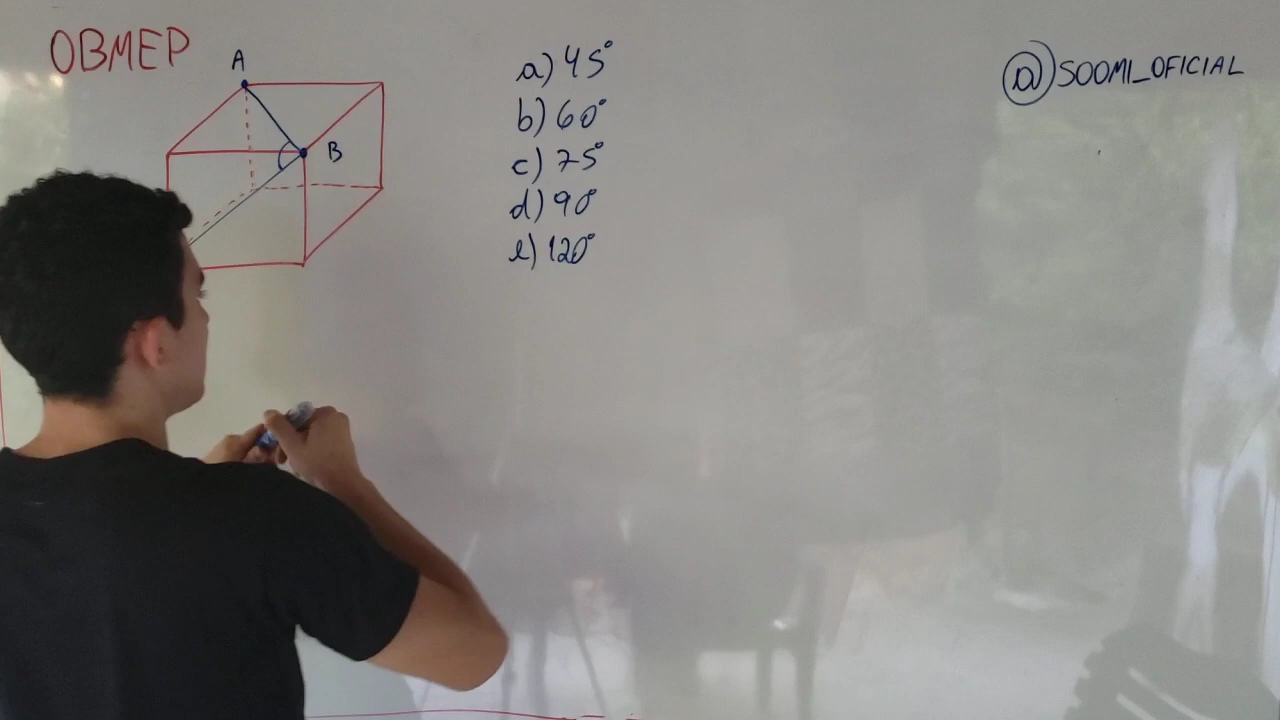 OBMEP
A
B
a) 45°
b) 60°
c) 75°
d) 90°
e) 120°
@SOOMI_OFICIAL